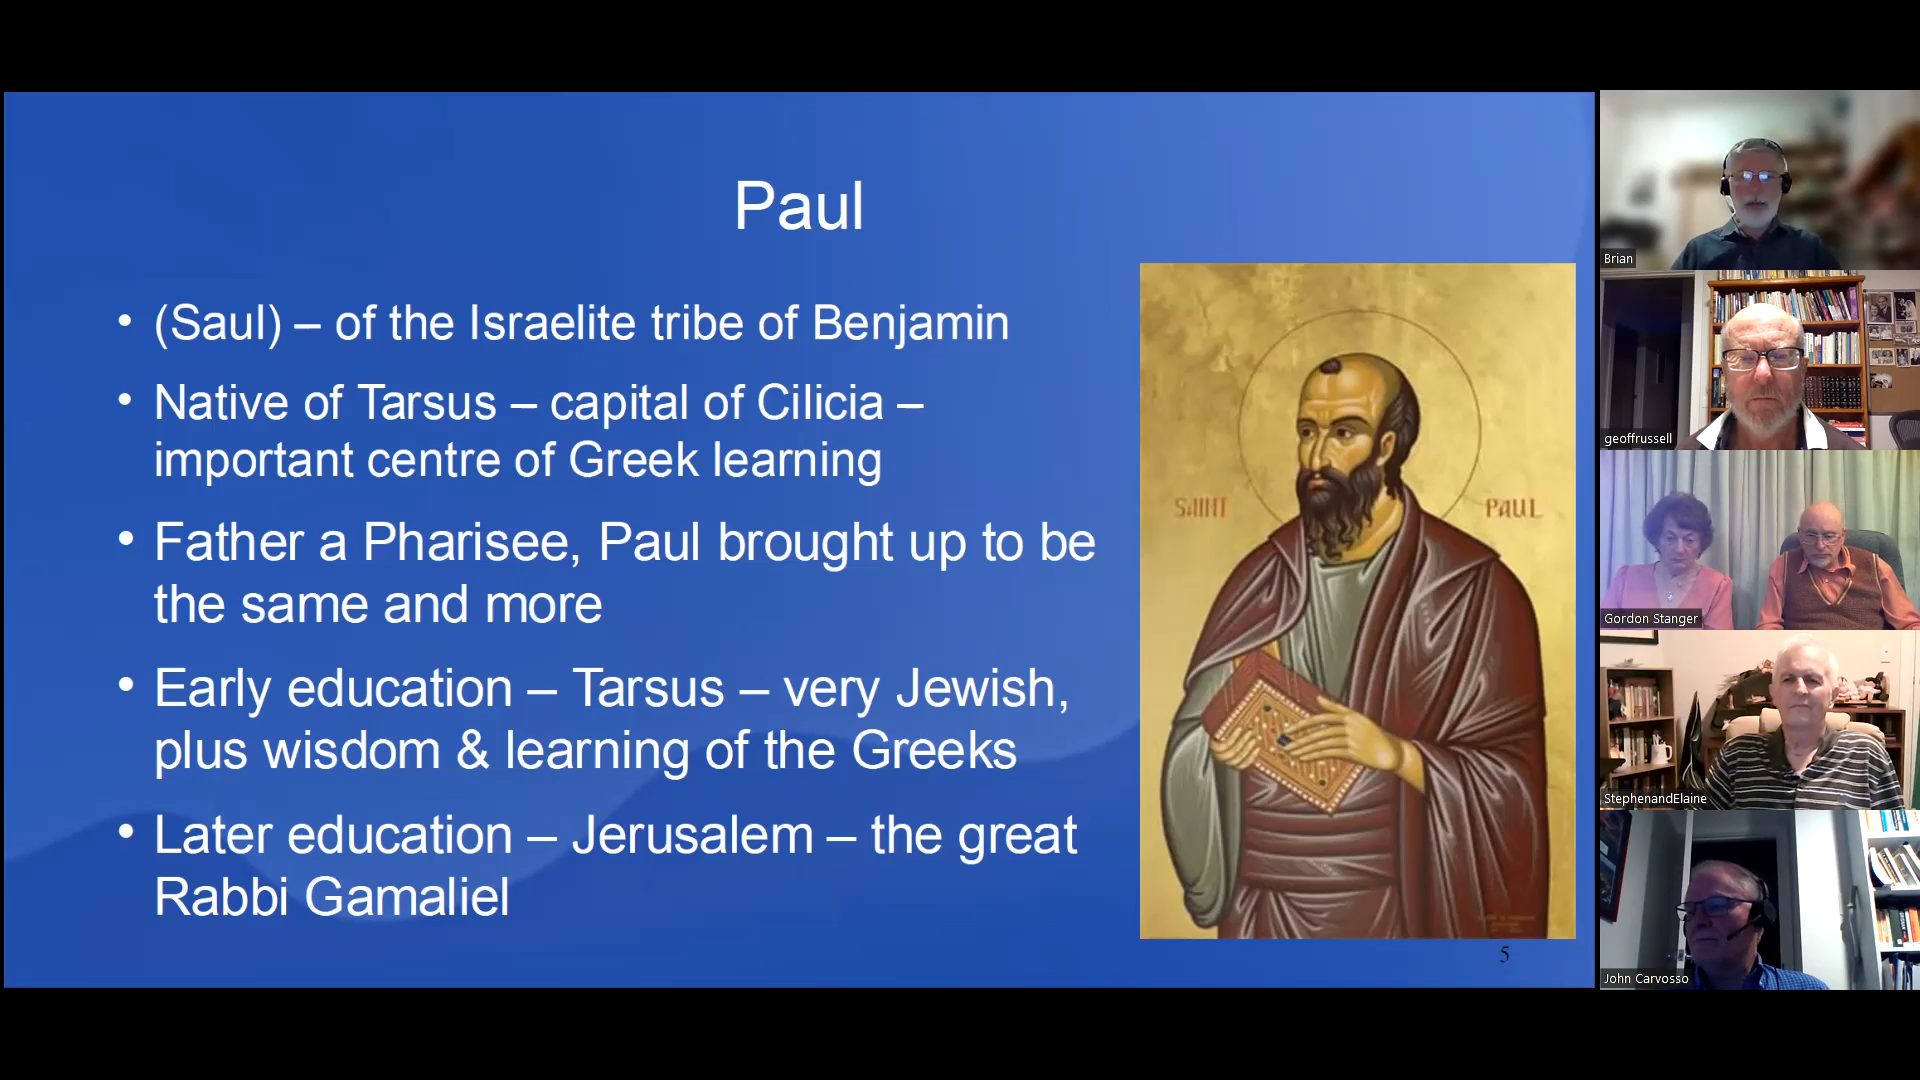 Paul
• (Saul) – of the Israelite tribe of Benjamin
• Native of Tarsus – capital of Cilicia –
important centre of Greek learning
• Father a Pharisee, Paul brought up to be
the same and more
• Early education – Tarsus – very Jewish,
plus wisdom & learning of the Greeks
• Later education – Jerusalem – the great
Rabbi Gamaliel
SAINT PAUL
5
Brian
geoffrussell
Gordon Stanger
StephenandElaine
John Carvosso